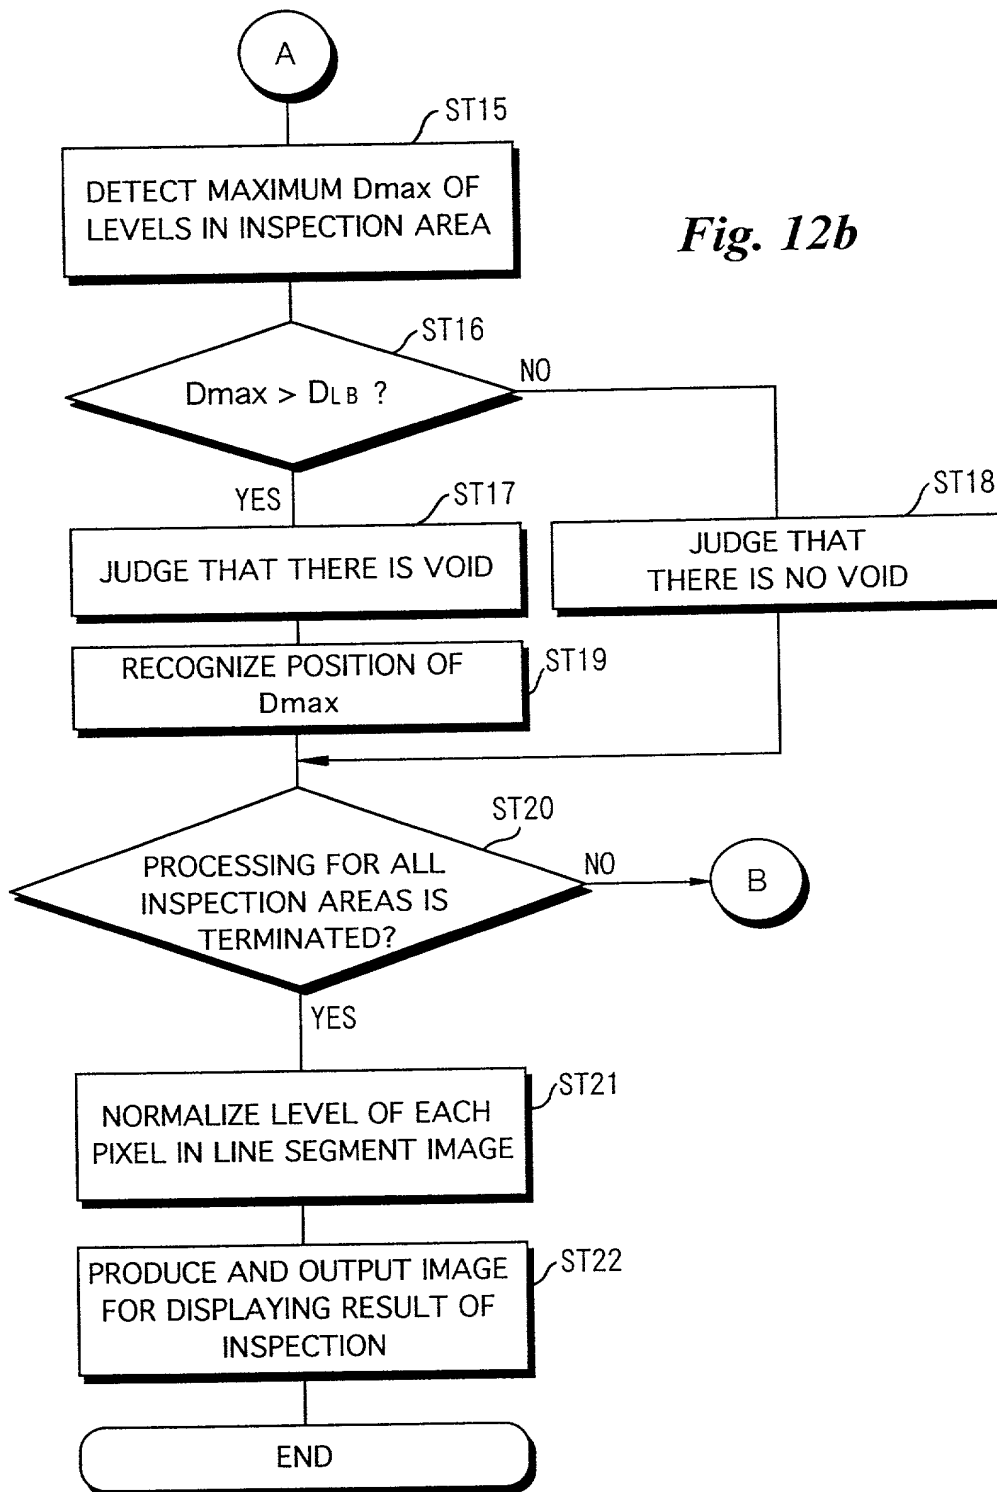 A
ST15
DETECT MAXIMUM Dmax OF
LEVELS IN INSPECTION AREA
Fig. 12b
ST16
Dmax > DLB ?
NO
YES
ST17
JUDGE THAT THERE IS VOID
ST18
JUDGE THAT
THERE IS NO VOID
RECOGNIZE POSITION OF
Dmax
ST19
ST20
PROCESSING FOR ALL
INSPECTION AREAS IS
TERMINATED?
NO
B
YES
ST21
NORMALIZE LEVEL OF EACH
PIXEL IN LINE SEGMENT IMAGE
ST22
PRODUCE AND OUTPUT IMAGE
FOR DISPLAYING RESULT OF
INSPECTION
END